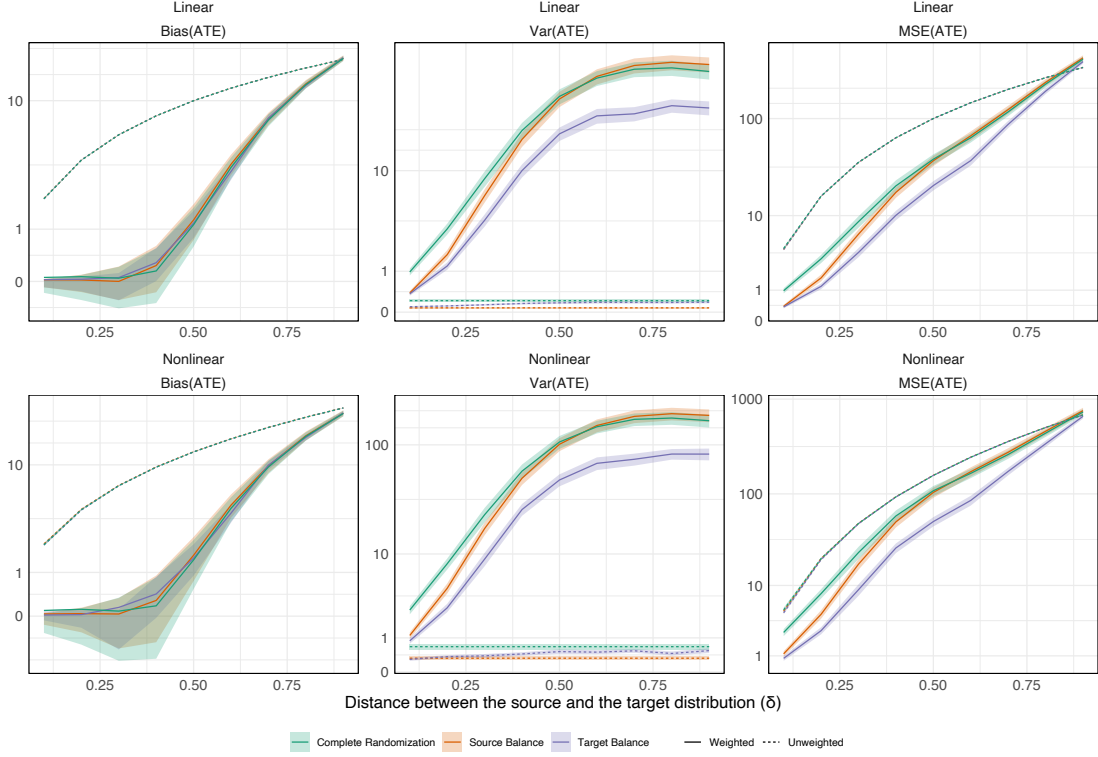 Linear Linear Linear
Bias(ATE) Var(ATE) MSE(ATE)
10
1
0
0.25 0.50 0.75
10
1
0
0.25 0.50 0.75
100
10
1
0
0.25 0.50 0.75
Nonlinear Nonlinear Nonlinear
Bias(ATE) Var(ATE) MSE(ATE)
10
1
0
0.25 0.50 0.75
100
10
1
0
0.25 0.50 0.75
1000
100
10
1
0.25 0.50 0.75
Distance between the source and the target distribution (δ)
Complete Randomization Source Balance Target Balance Weighted Unweighted